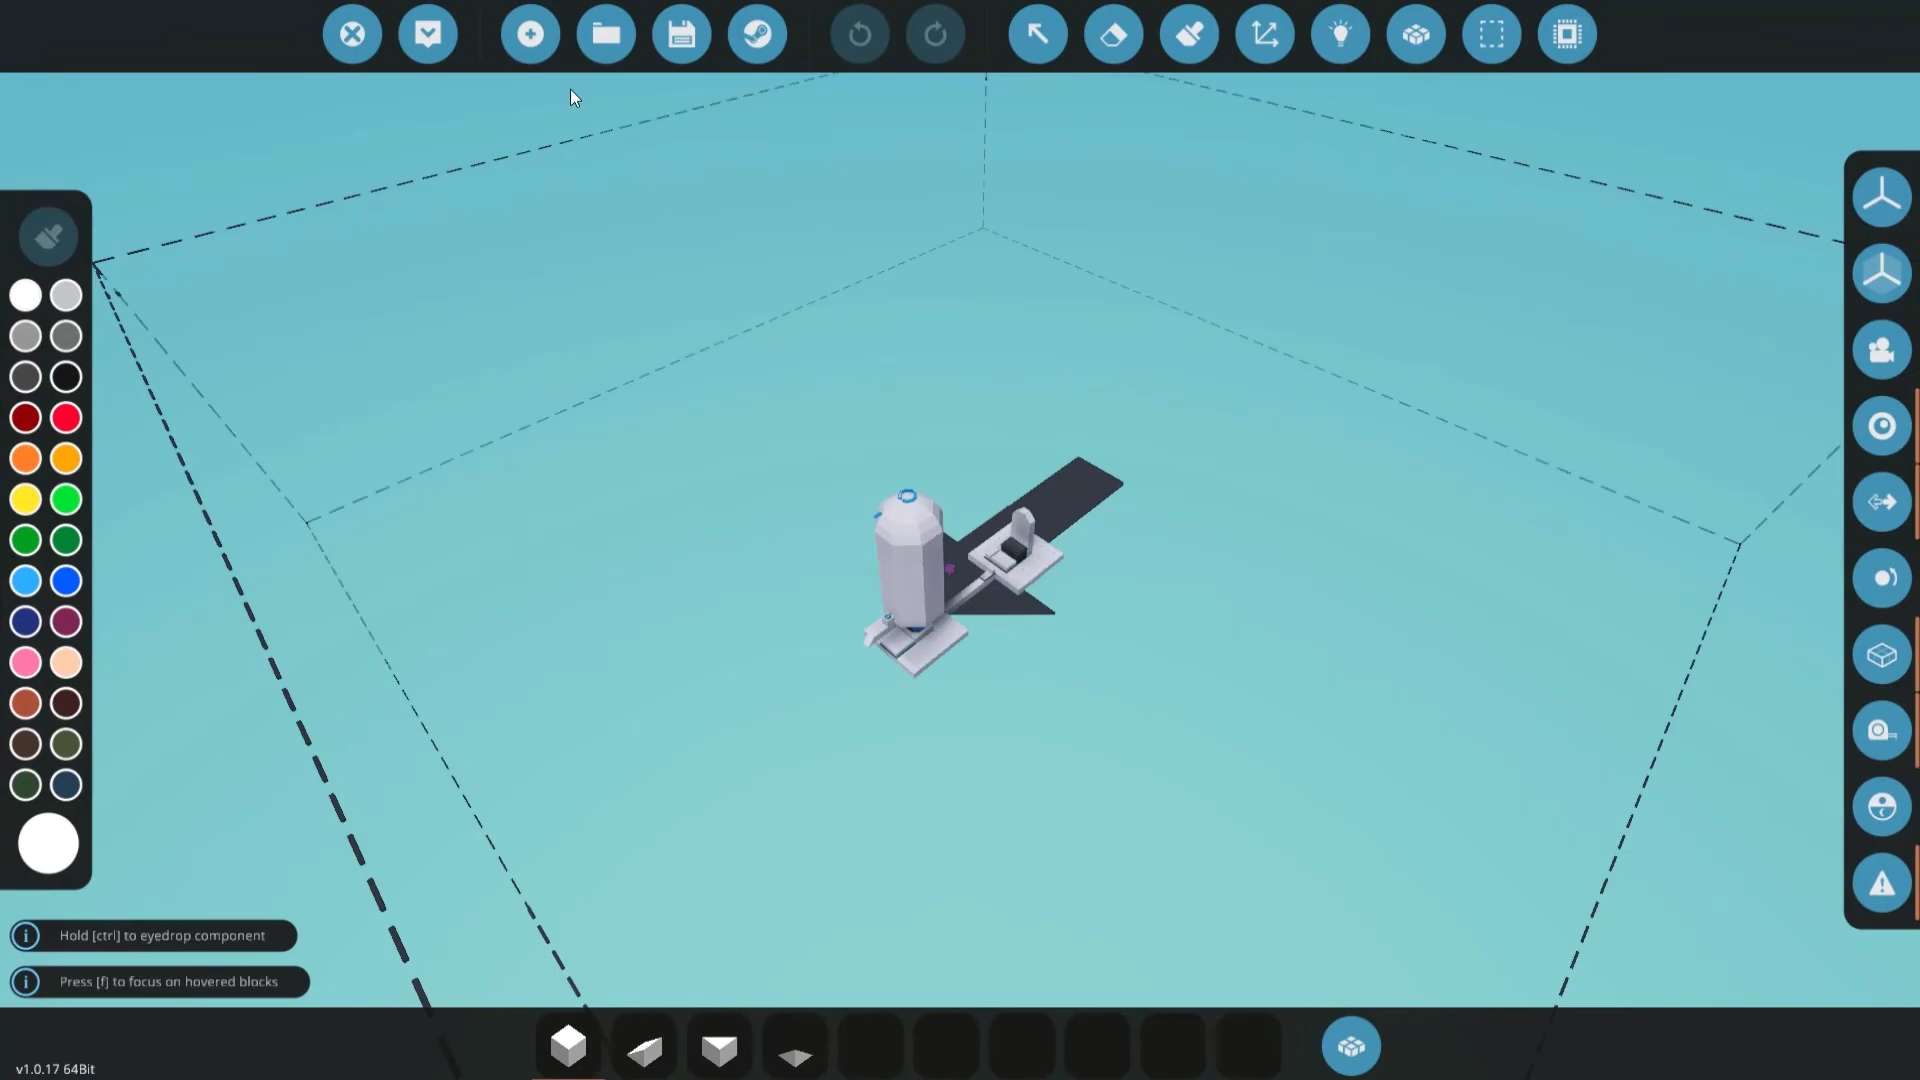 Hold [ctrl] to eyedrop component
Press [f] to focus on hovered blocks
v1.0.17 64Bit